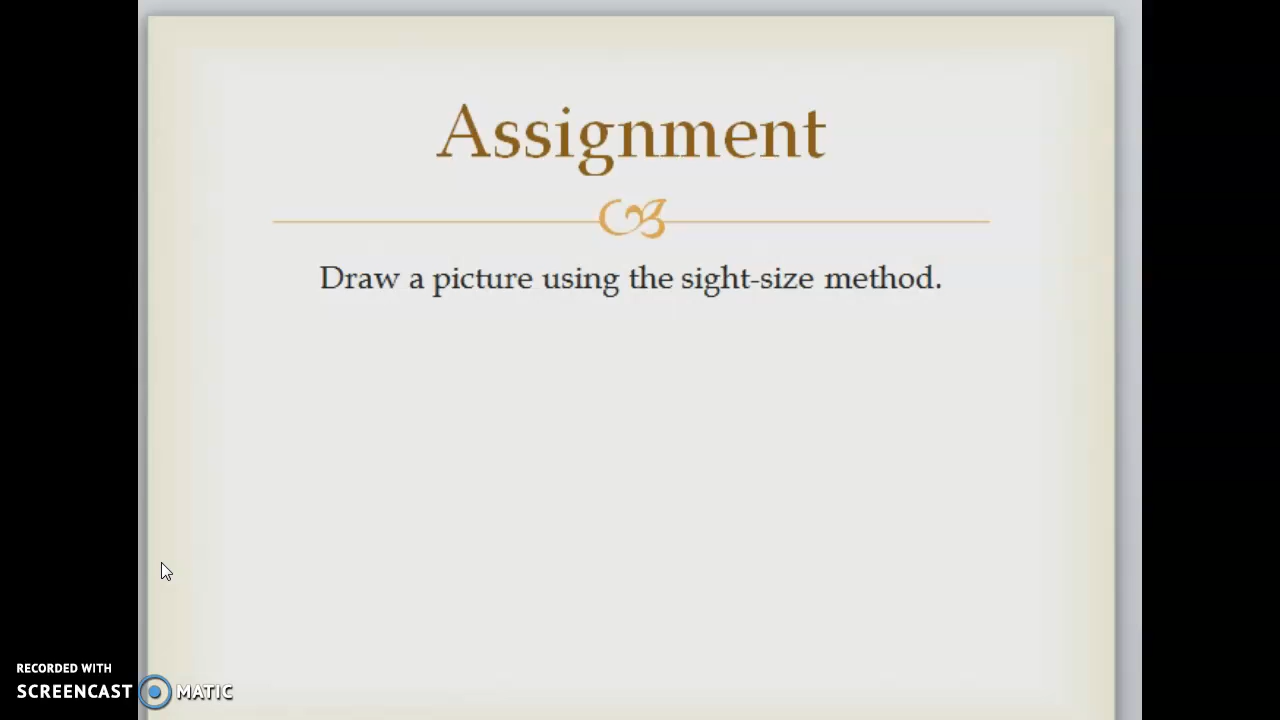 Assignment
Draw a picture using the sight-size method.
RECORDED WITH
SCREENCAST MATIC